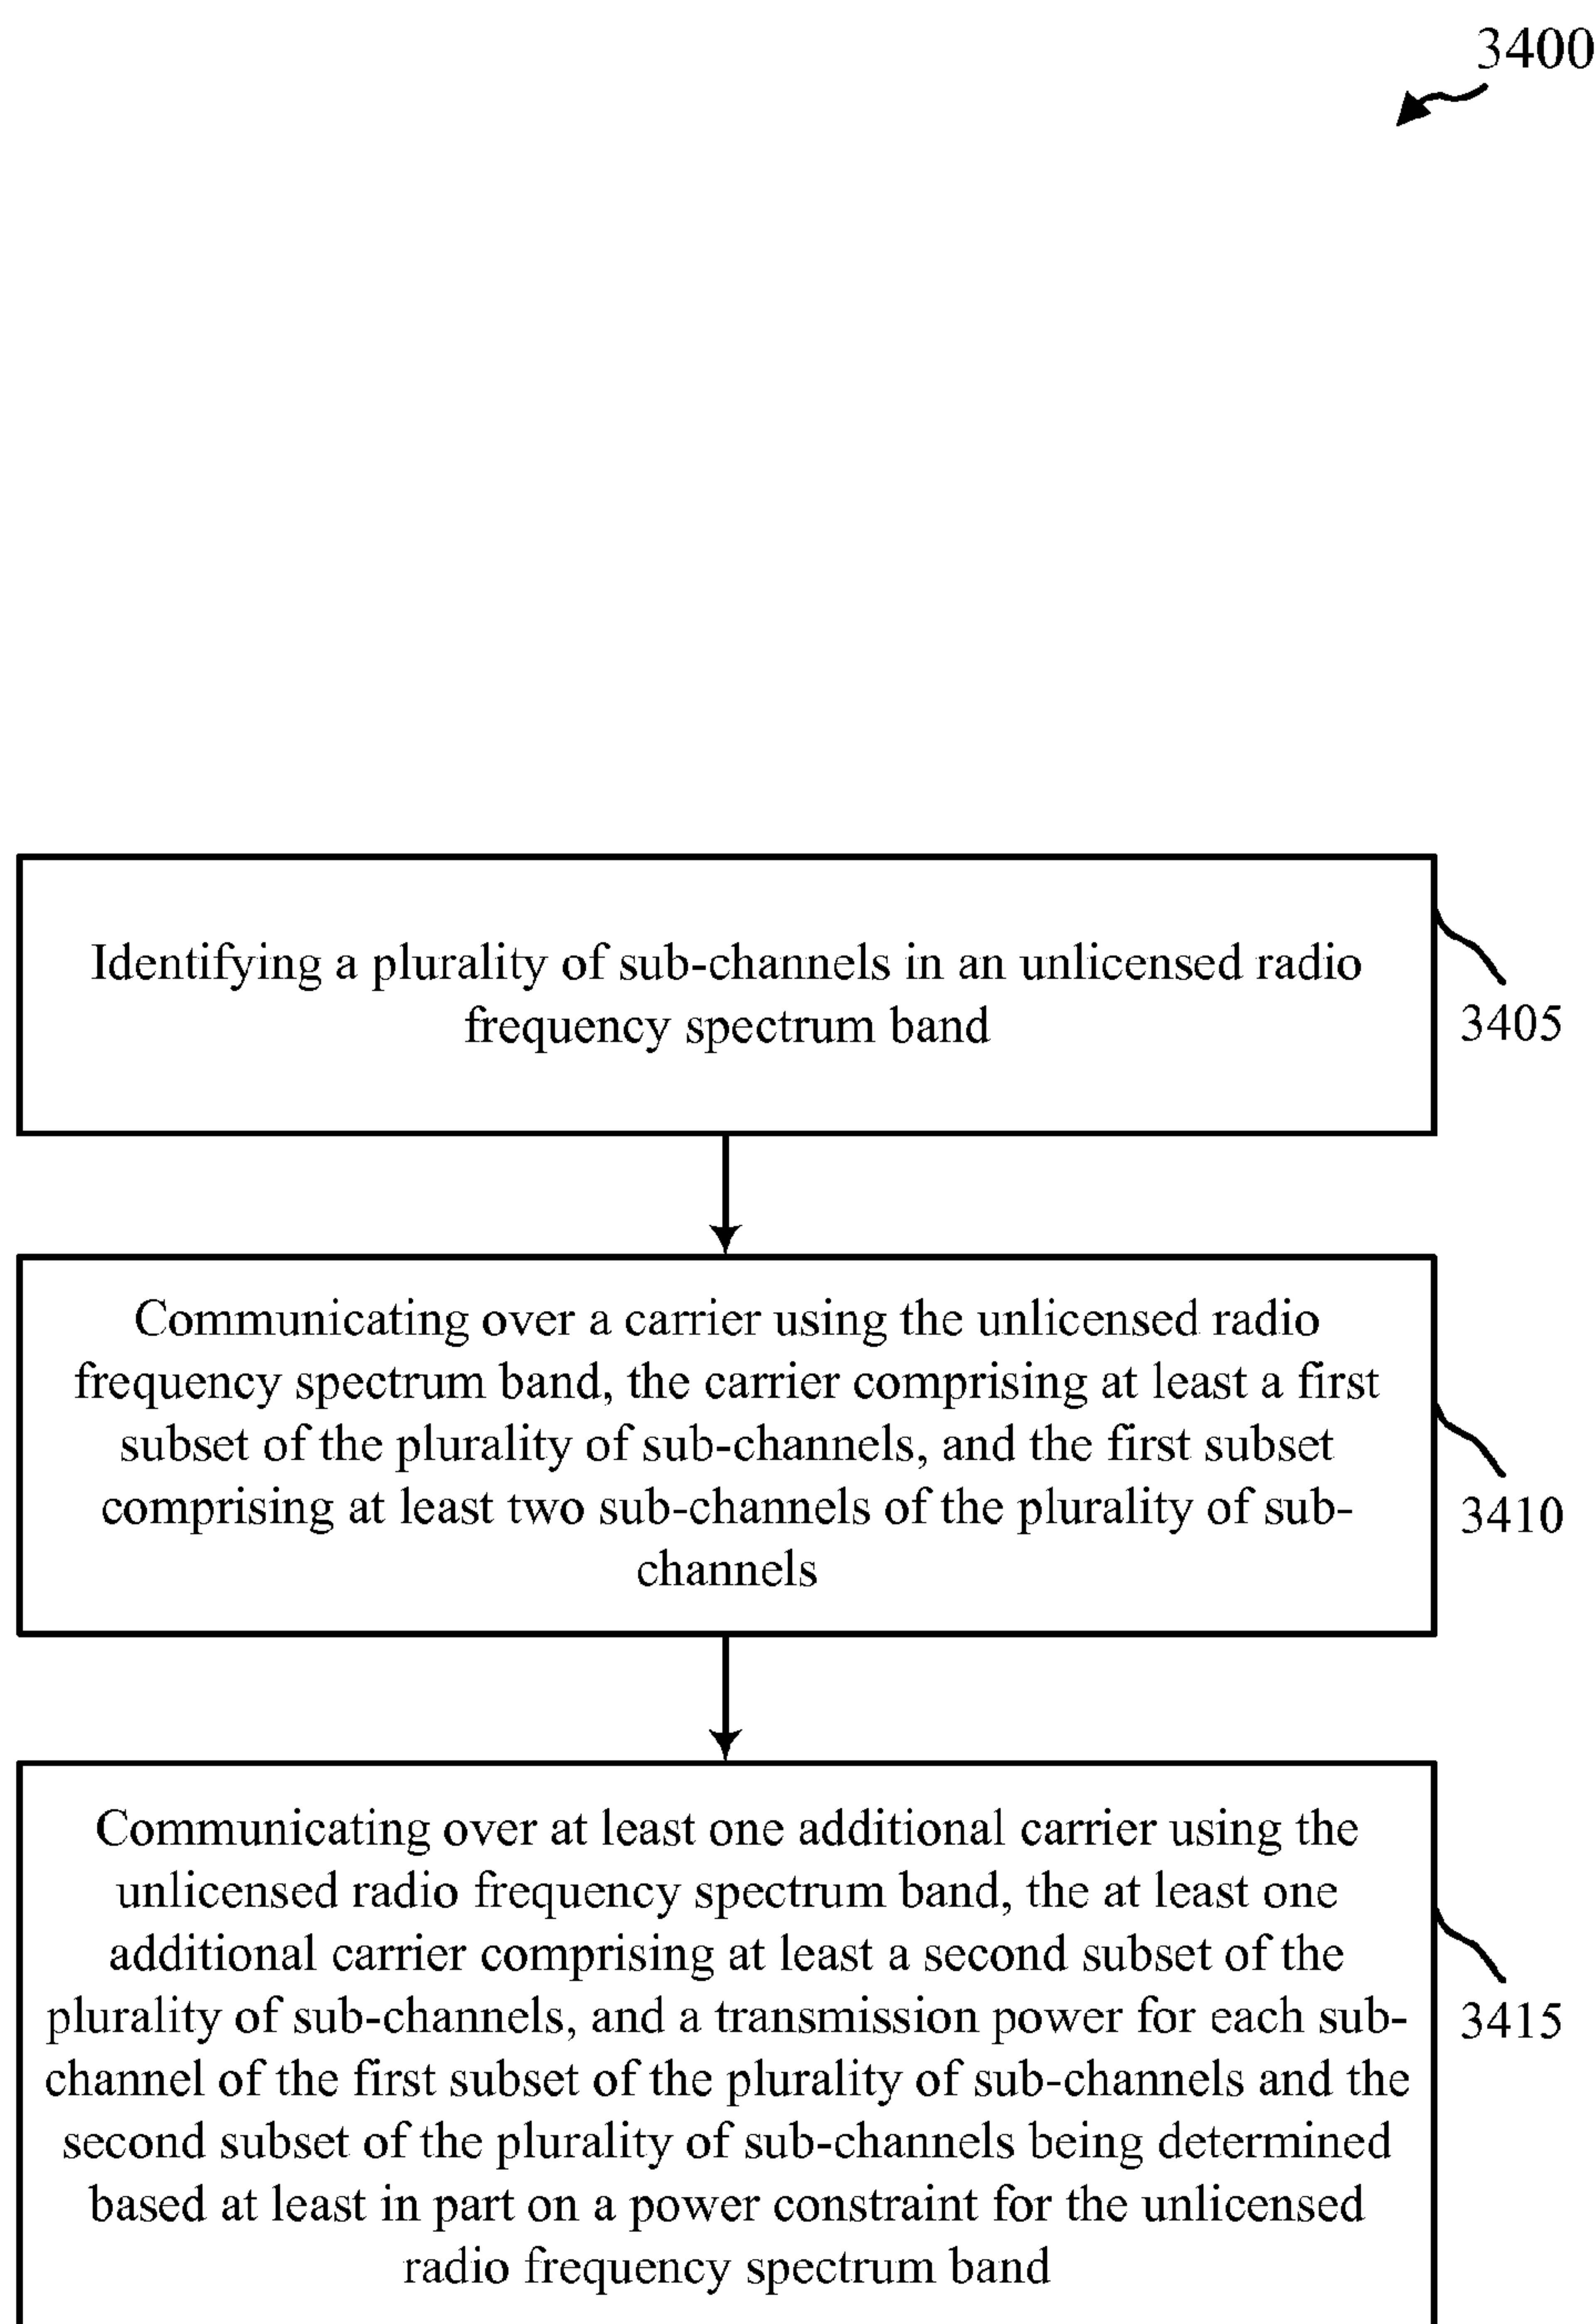 3400
Identifying a plurality of sub-channels in an unlicensed radio
frequency spectrum band
3405
Communicating over a carrier using the unlicensed radio
frequency spectrum band, the carrier comprising at least a first
subset of the plurality of sub-channels, and the first subset
comprising at least two sub-channels of the plurality of sub-
channels
3410
Communicating over at least one additional carrier using the
unlicensed radio frequency spectrum band, the at least one
additional carrier comprising at least a second subset of the
plurality of sub-channels, and a transmission power for each sub-
channel of the first subset of the plurality of sub-channels and the
second subset of the plurality of sub-channels being determined
based at least in part on a power constraint for the unlicensed
radio frequency spectrum band
3415